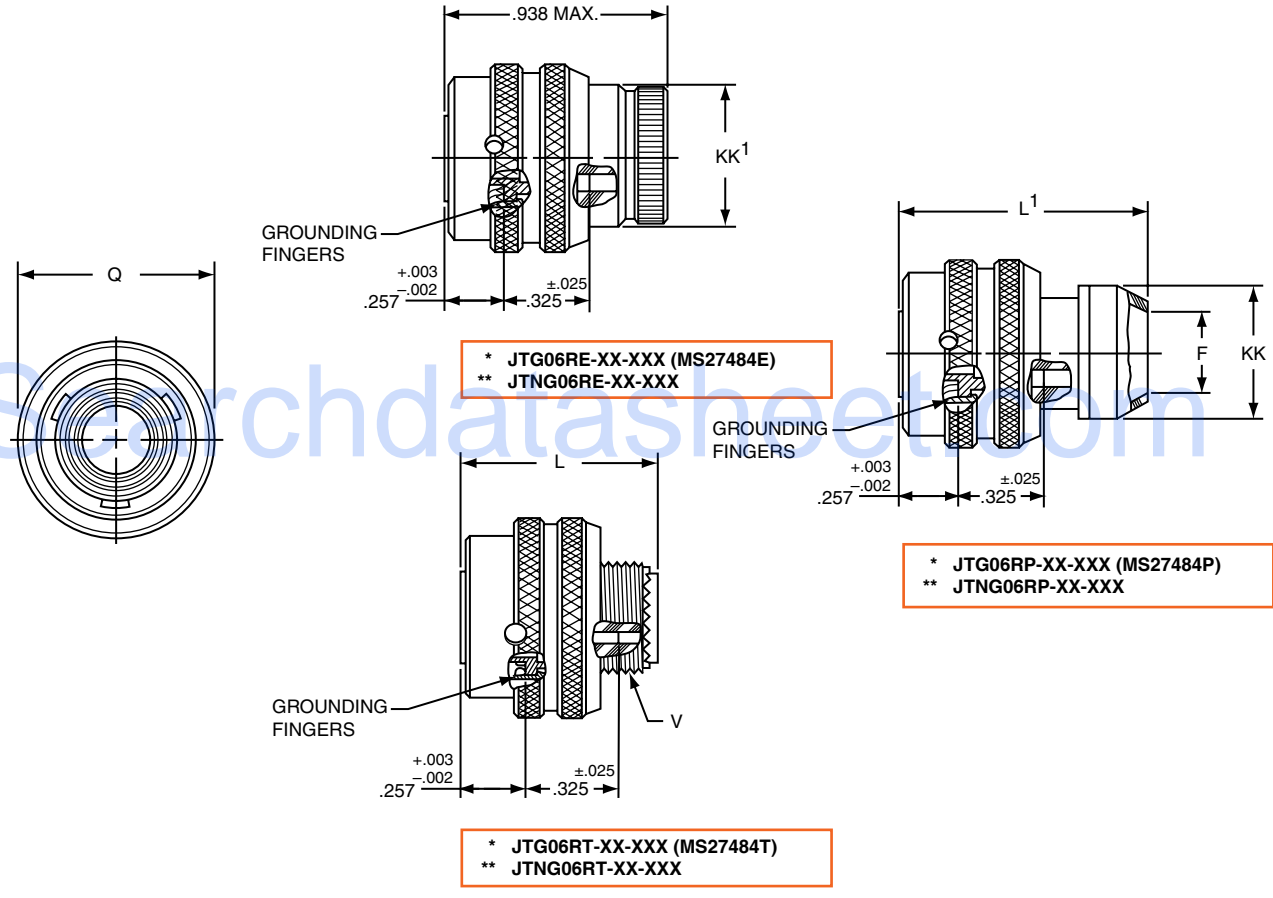 .938 MAX.
KK1
GROUNDING
FINGERS
+.003
–.002
.257
±.025
.325
Q
* JTG06RE-XX-XXX (MS27484E)
** JTNG06RE-XX-XXX
L1
F
KK
GROUNDING
FINGERS
+.003
–.002
.257
±.025
.325
* JTG06RP-XX-XXX (MS27484P)
** JTNG06RP-XX-XXX
Searchdatasheet.com
L
GROUNDING
FINGERS
V
+.003
–.002
.257
±.025
.325
* JTG06RT-XX-XXX (MS27484T)
** JTNG06RT-XX-XXX